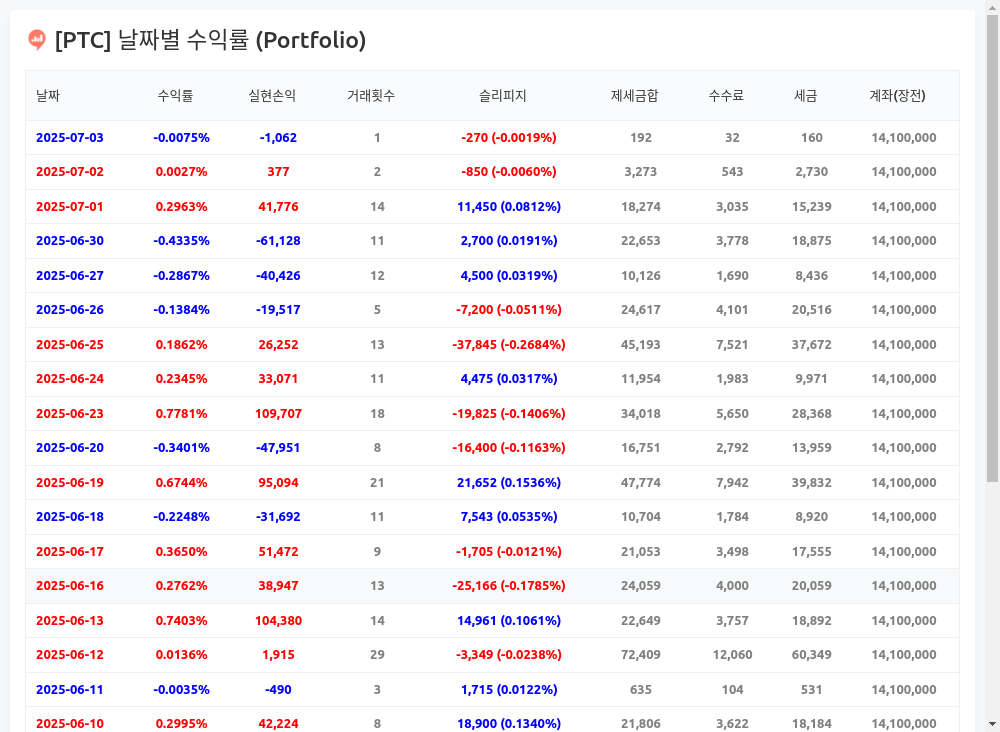 [PTC] 날짜별 수익률 (Portfolio)
날짜 수익률 실현손익 거래횟수 슬리피지 제세금합 수수료 세금 계좌(장전)
2025-07-03 -0.0075% -1,062 1 -270 (-0.0019%) 192 32 160 14,100,000
2025-07-02 0.0027% 377 2 -850 (-0.0060%) 3,273 543 2,730 14,100,000
2025-07-01 0.2963% 41,776 14 11,450 (0.0812%) 18,274 3,035 15,239 14,100,000
2025-06-30 -0.4335% -61,128 11 2,700 (0.0191%) 22,653 3,778 18,875 14,100,000
2025-06-27 -0.2867% -40,426 12 4,500 (0.0319%) 10,126 1,690 8,436 14,100,000
2025-06-26 -0.1384% -19,517 5 -7,200 (-0.0511%) 24,617 4,101 20,516 14,100,000
2025-06-25 0.1862% 26,252 13 -37,845 (-0.2684%) 45,193 7,521 37,672 14,100,000
2025-06-24 0.2345% 33,071 11 4,475 (0.0317%) 11,954 1,983 9,971 14,100,000
2025-06-23 0.7781% 109,707 18 -19,825 (-0.1406%) 34,018 5,650 28,368 14,100,000
2025-06-20 -0.3401% -47,951 8 -16,400 (-0.1163%) 16,751 2,792 13,959 14,100,000
2025-06-19 0.6744% 95,094 21 21,652 (0.1536%) 47,774 7,942 39,832 14,100,000
2025-06-18 -0.2248% -31,692 11 7,543 (0.0535%) 10,704 1,784 8,920 14,100,000
2025-06-17 0.3650% 51,472 9 -1,705 (-0.0121%) 21,053 3,498 17,555 14,100,000
2025-06-16 0.2762% 38,947 13 -25,166 (-0.1785%) 24,059 4,000 20,059 14,100,000
2025-06-13 0.7403% 104,380 14 14,961 (0.1061%) 22,649 3,757 18,892 14,100,000
2025-06-12 0.0136% 1,915 29 -3,349 (-0.0238%) 72,409 12,060 60,349 14,100,000
2025-06-11 -0.0035% -490 3 1,715 (0.0122%) 635 104 531 14,100,000
2025-06-10 0.2995% 42,224 8 18,900 (0.1340%) 21,806 3,622 18,184 14,100,000